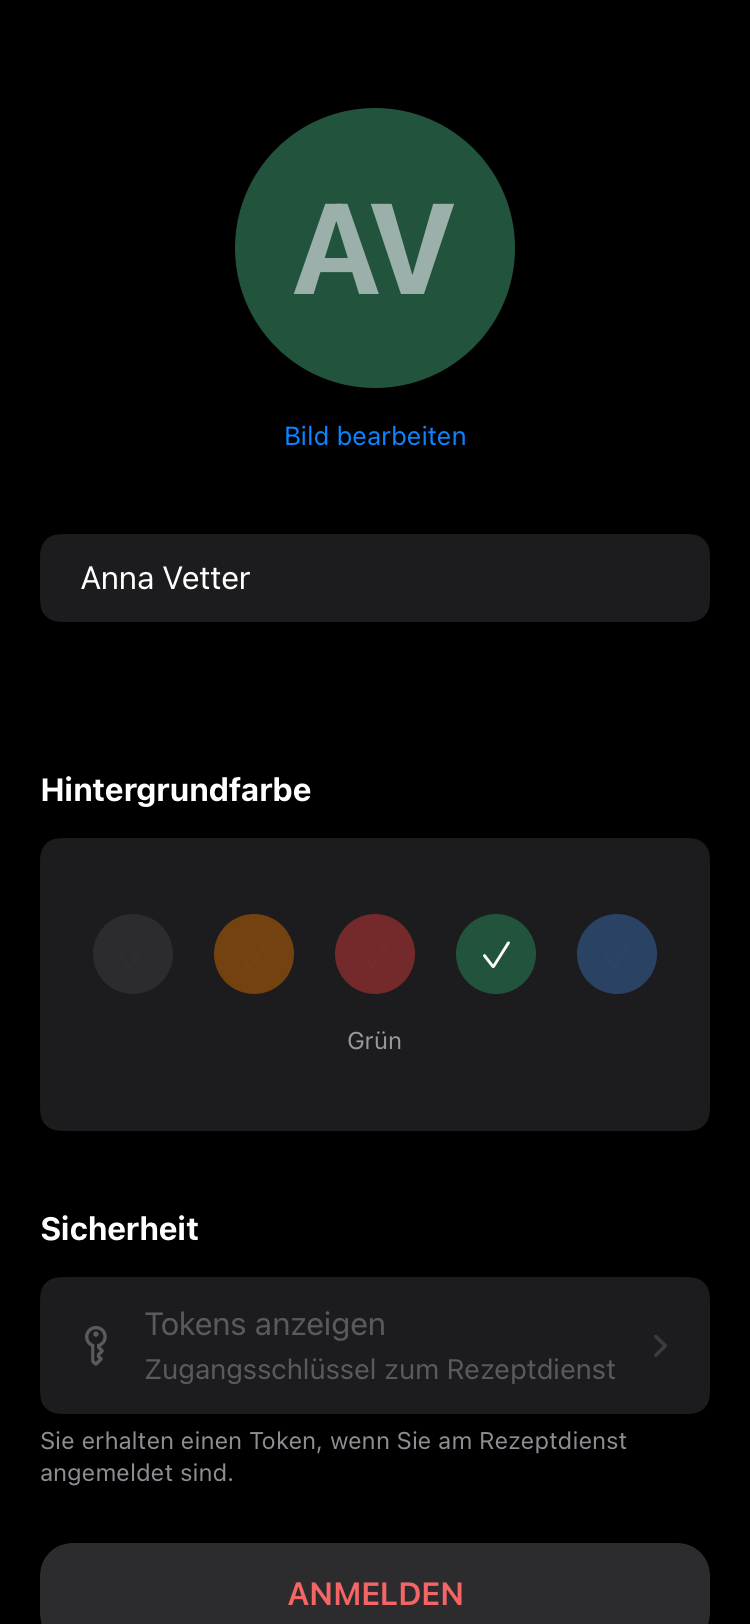 AV
Bild bearbeiten
Anna Vetter
Hintergrundfarbe
Grün
Sicherheit
Tokens anzeigen
Zugangsschlüssel zum Rezeptdienst
Sie erhalten einen Token, wenn Sie am Rezeptdienst
angemeldet sind.
ANMELDEN